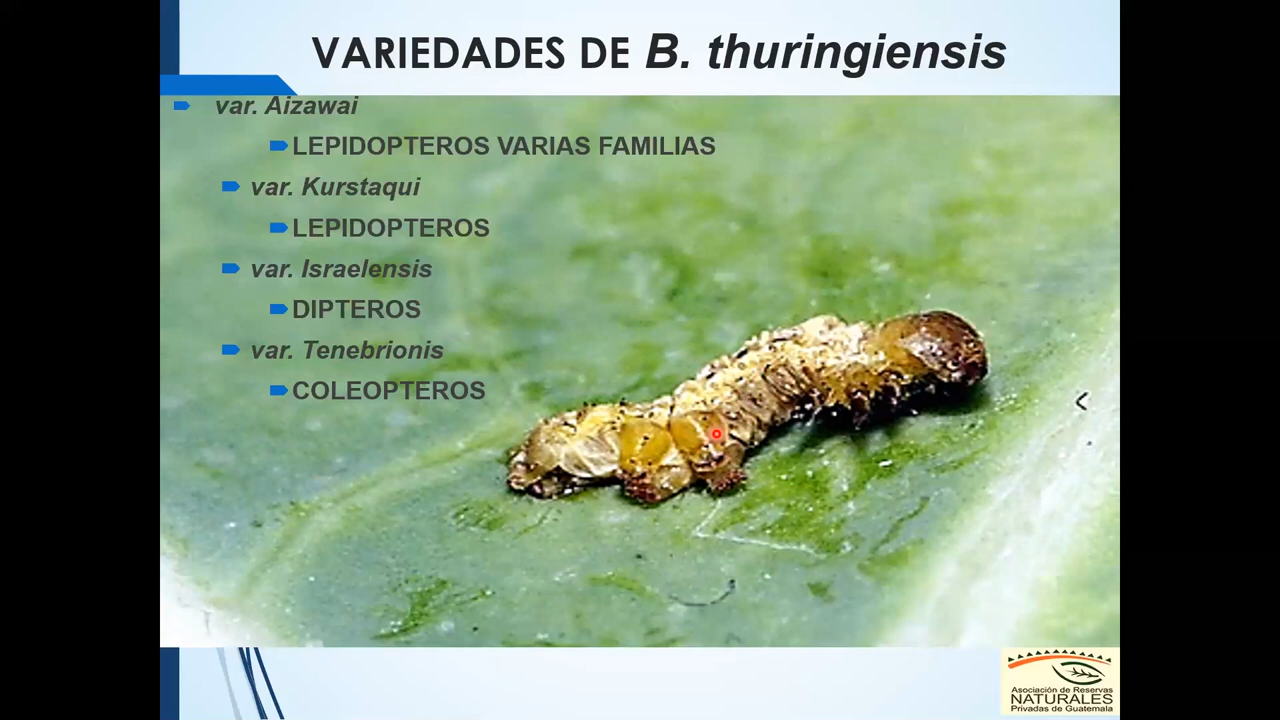 VARIEDADES DE B. thuringiensis
var. Aizawai
LEPIDOPTEROS VARIAS FAMILIAS
var. Kurstaqui
LEPIDOPTEROS
var. Israelensis
DIPTEROS
var. Tenebrionis
COLEOPTEROS
Asociación de Reservas
NATURALES
Privadas de Guatemala